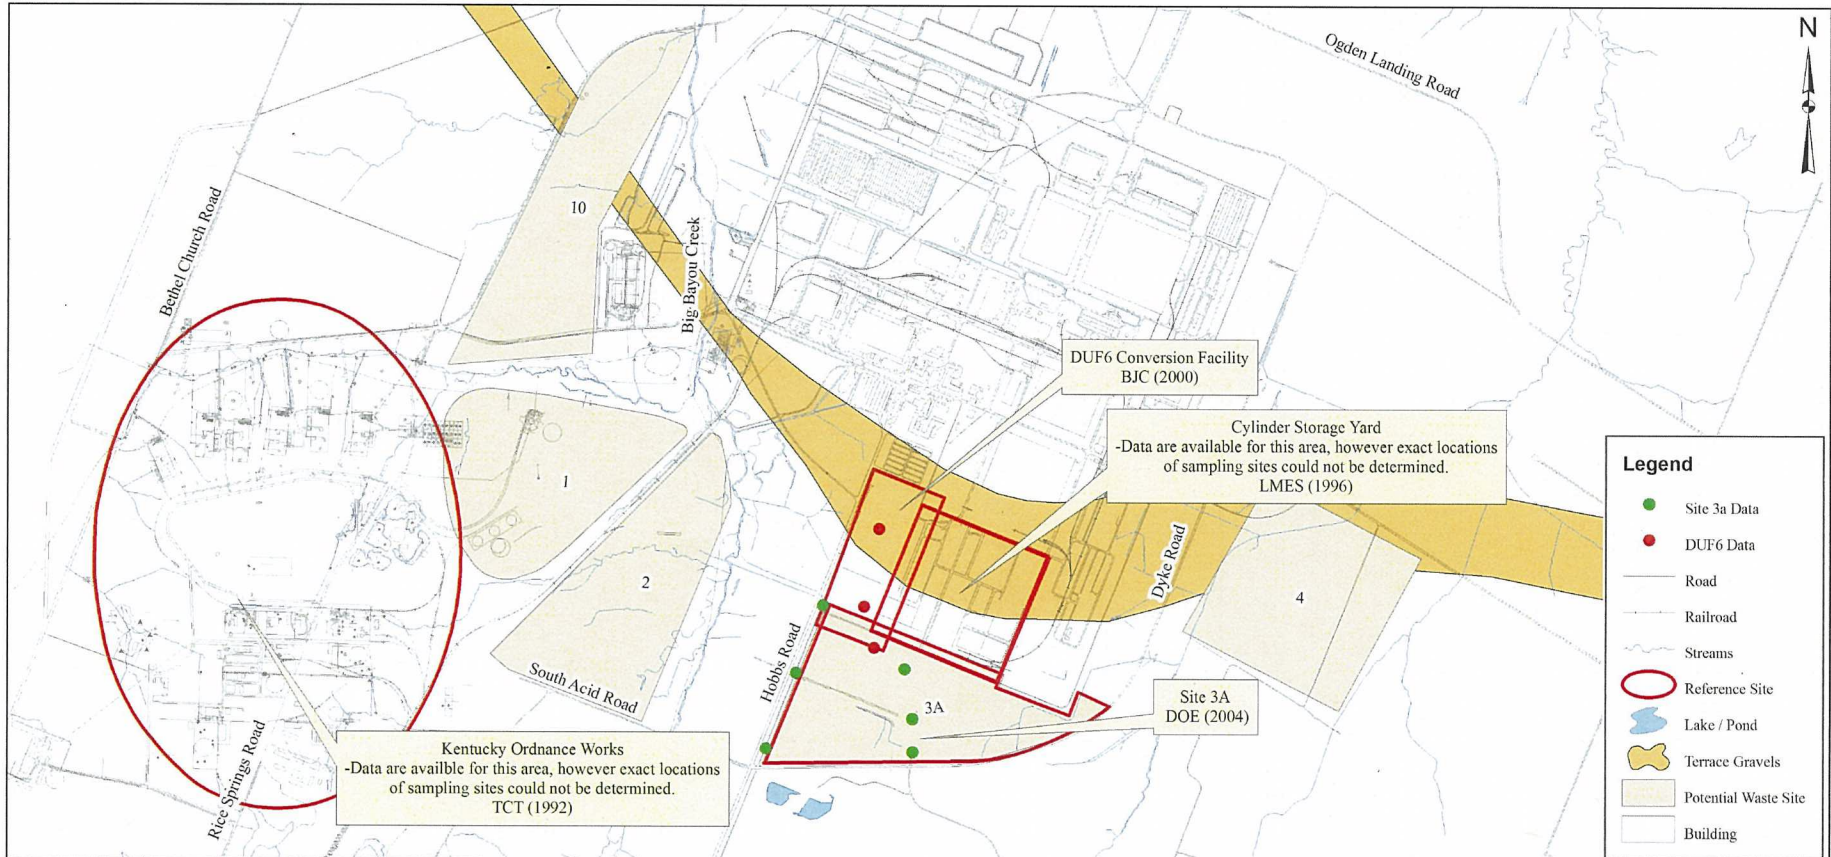 N
Ogden Landing Road
Bethel Church Road
10
Big Bayou Creek
DUF6 Conversion Facility
BJC (2000)
Cylinder Storage Yard
-Data are available for this area, however exact locations
of sampling sites could not be determined.
LMES (1996)
1
2
4
Dyke Road
Hobbs Road
South Acid Road
3A
Site 3A
DOE (2004)
Kentucky Ordnance Works
-Data are availble for this area, however exact locations
of sampling sites could not be determined.
TCT (1992)
Rice Springs Road
Legend
Site 3a Data
DUF6 Data
Road
Railroad
Streams
Reference Site
Lake / Pond
Terrace Gravels
Potential Waste Site
Building